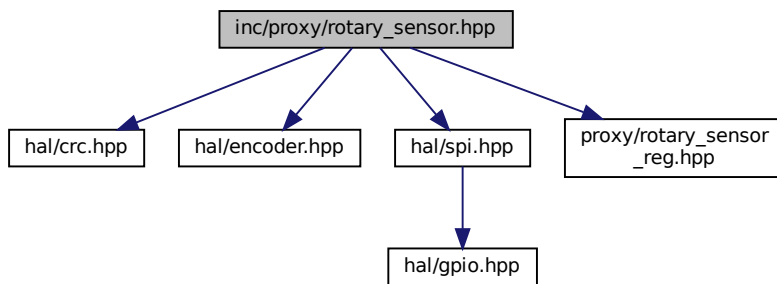 inc/proxy/rotary_sensor.hpp
hal/crc.hpp
hal/encoder.hpp
hal/spi.hpp
proxy/rotary_sensor
_reg.hpp
hal/gpio.hpp